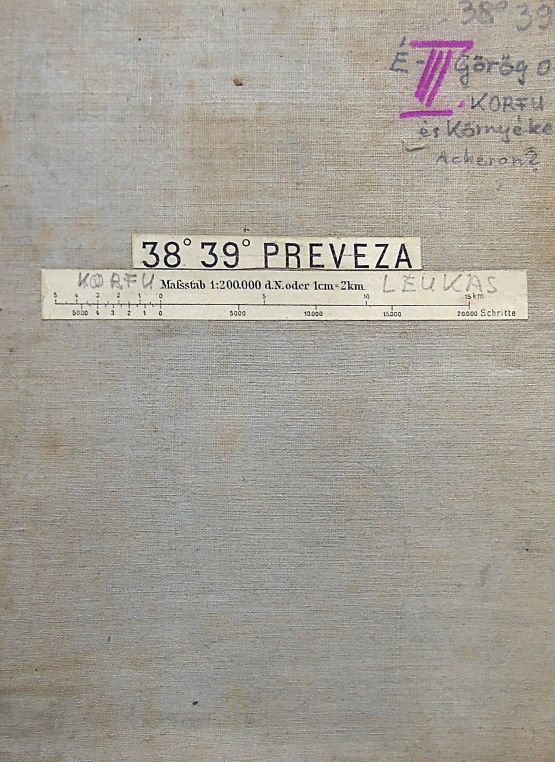 38° 39
É-Görög O
III
KORFU
és Környéke
Acheron?
38° 39° PREVEZA
KORFU Maßstab 1:200.000 d.N. oder 1cm=2km LEUKAS
5 4 3 2 1 0 5 10 15 km
5000 4 3 2 1 0 5000 10.000 15.000 20.000 Schritte